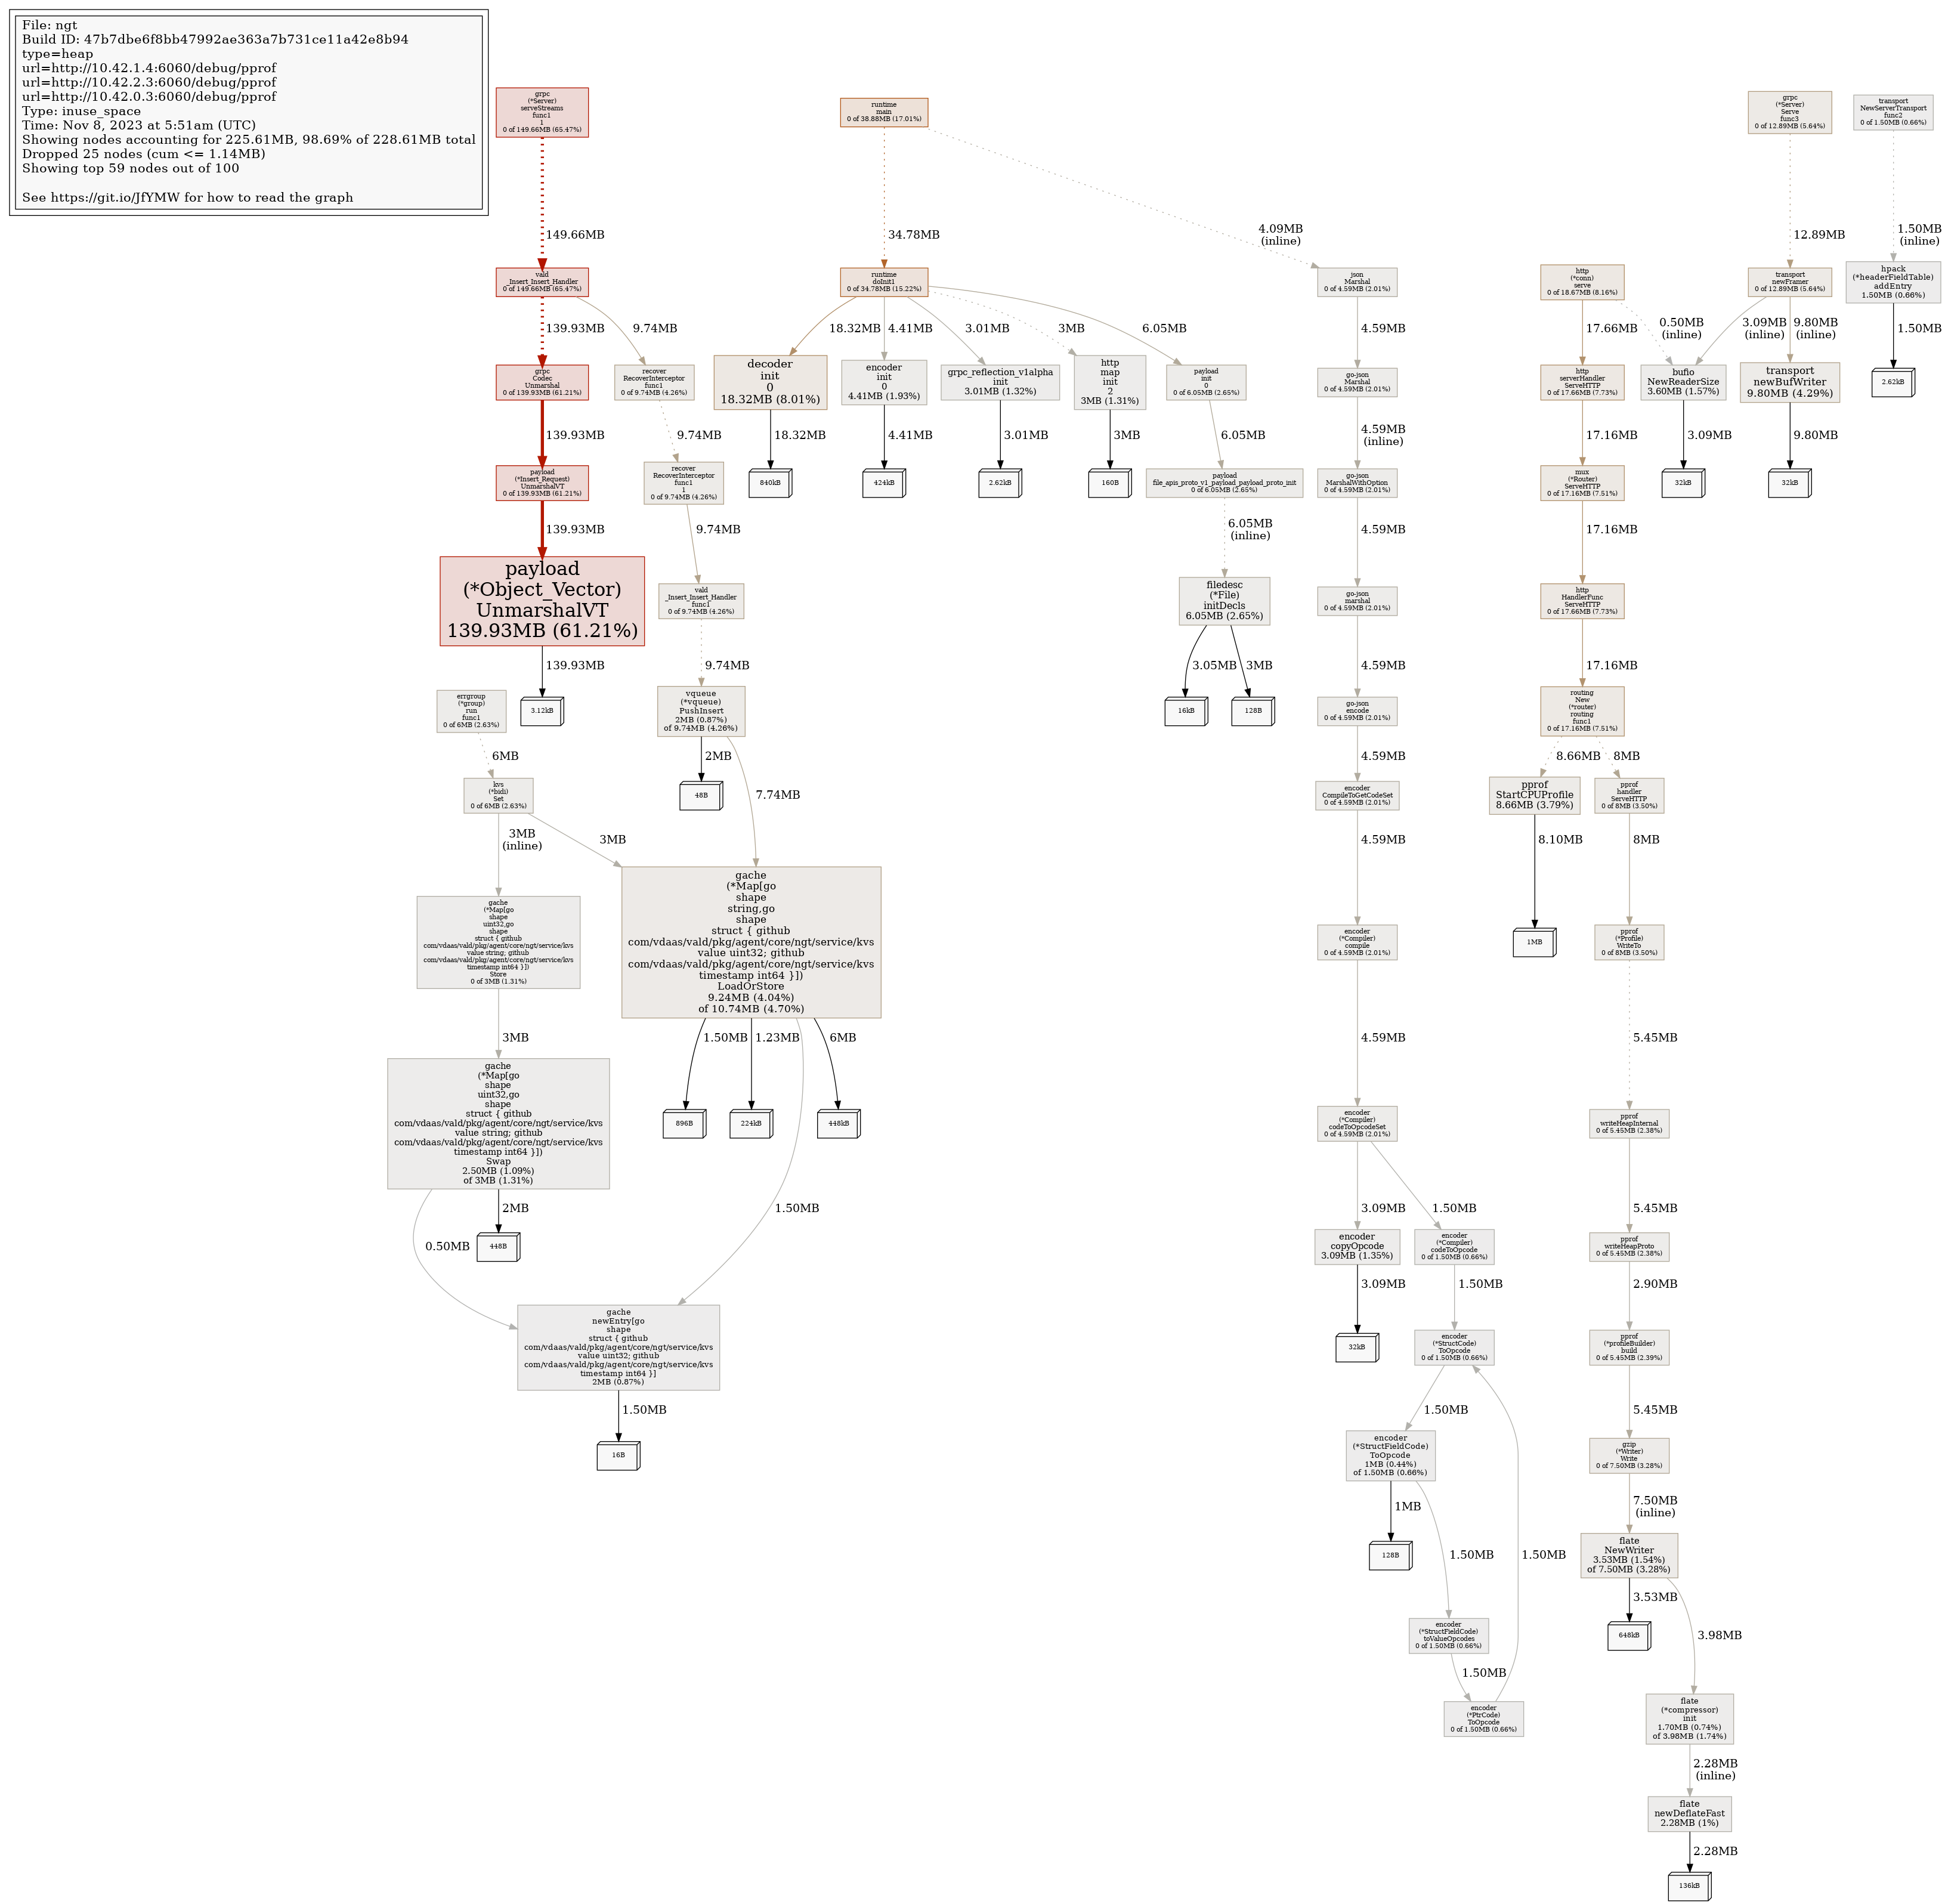 File: ngt
Build ID: 47b7dbe6f8bb47992ae363a7b731ce11a42e8b94
type=heap
url=http://10.42.1.4:6060/debug/pprof
url=http://10.42.2.3:6060/debug/pprof
url=http://10.42.0.3:6060/debug/pprof
Type: inuse_space
Time: Nov 8, 2023 at 5:51am (UTC)
Showing nodes accounting for 225.61MB, 98.69% of 228.61MB total
Dropped 25 nodes (cum <= 1.14MB)
Showing top 59 nodes out of 100
See https://git.io/JfYMW for how to read the graph
grpc
(*Server)
serveStreams
func1
1
0 of 149.66MB (65.47%)
149.66MB
vald
_Insert_Insert_Handler
0 of 149.66MB (65.47%)
139.93MB
9.74MB
grpc
Codec
Unmarshal
0 of 139.93MB (61.21%)
139.93MB
payload
(*Insert_Request)
UnmarshalVT
0 of 139.93MB (61.21%)
139.93MB
payload
(*Object_Vector)
UnmarshalVT
139.93MB (61.21%)
139.93MB
3.12kB
recover
RecoverInterceptor
func1
0 of 9.74MB (4.26%)
9.74MB
recover
RecoverInterceptor
func1
1
0 of 9.74MB (4.26%)
9.74MB
vald
_Insert_Insert_Handler
func1
0 of 9.74MB (4.26%)
9.74MB
vqueue
(*vqueue)
PushInsert
2MB (0.87%)
of 9.74MB (4.26%)
2MB
48B
7.74MB
errgroup
(*group)
run
func1
0 of 6MB (2.63%)
6MB
kvs
(*bidi)
Set
0 of 6MB (2.63%)
3MB
(inline)
3MB
gache
(*Map[go
shape
uint32,go
shape
struct { github
com/vdaas/vald/pkg/agent/core/ngt/service/kvs
value string; github
com/vdaas/vald/pkg/agent/core/ngt/service/kvs
timestamp int64 }])
Store
0 of 3MB (1.31%)
3MB
gache
(*Map[go
shape
string,go
shape
struct { github
com/vdaas/vald/pkg/agent/core/ngt/service/kvs
value uint32; github
com/vdaas/vald/pkg/agent/core/ngt/service/kvs
timestamp int64 }])
LoadOrStore
9.24MB (4.04%)
of 10.74MB (4.70%)
1.50MB
1.23MB
6MB
896B
224kB
448kB
1.50MB
gache
(*Map[go
shape
uint32,go
shape
struct { github
com/vdaas/vald/pkg/agent/core/ngt/service/kvs
value string; github
com/vdaas/vald/pkg/agent/core/ngt/service/kvs
timestamp int64 }])
Swap
2.50MB (1.09%)
of 3MB (1.31%)
0.50MB
2MB
448B
gache
newEntry[go
shape
struct { github
com/vdaas/vald/pkg/agent/core/ngt/service/kvs
value uint32; github
com/vdaas/vald/pkg/agent/core/ngt/service/kvs
timestamp int64 }]
2MB (0.87%)
1.50MB
16B
runtime
main
0 of 38.88MB (17.01%)
34.78MB
4.09MB
(inline)
runtime
doInit1
0 of 34.78MB (15.22%)
18.32MB
4.41MB
3.01MB
3MB
6.05MB
decoder
init
0
18.32MB (8.01%)
18.32MB
840kB
encoder
init
0
4.41MB (1.93%)
4.41MB
424kB
grpc_reflection_v1alpha
init
3.01MB (1.32%)
3.01MB
2.62kB
http
map
init
2
3MB (1.31%)
3MB
160B
payload
init
0
0 of 6.05MB (2.65%)
6.05MB
payload
file_apis_proto_v1_payload_payload_proto_init
0 of 6.05MB (2.65%)
6.05MB
(inline)
filedesc
(*File)
initDecls
6.05MB (2.65%)
3.05MB
3MB
16kB
128B
json
Marshal
0 of 4.59MB (2.01%)
4.59MB
go-json
Marshal
0 of 4.59MB (2.01%)
4.59MB
(inline)
go-json
MarshalWithOption
0 of 4.59MB (2.01%)
4.59MB
go-json
marshal
0 of 4.59MB (2.01%)
4.59MB
go-json
encode
0 of 4.59MB (2.01%)
4.59MB
encoder
CompileToGetCodeSet
0 of 4.59MB (2.01%)
4.59MB
encoder
(*Compiler)
compile
0 of 4.59MB (2.01%)
4.59MB
encoder
(*Compiler)
codeToOpcodeSet
0 of 4.59MB (2.01%)
3.09MB
1.50MB
encoder
copyOpcode
3.09MB (1.35%)
3.09MB
32kB
encoder
(*Compiler)
codeToOpcode
0 of 1.50MB (0.66%)
1.50MB
encoder
(*StructCode)
ToOpcode
0 of 1.50MB (0.66%)
1.50MB
encoder
(*StructFieldCode)
ToOpcode
1MB (0.44%)
of 1.50MB (0.66%)
1MB
128B
1.50MB
1.50MB
encoder
(*StructFieldCode)
toValueOpcodes
0 of 1.50MB (0.66%)
1.50MB
encoder
(*PtrCode)
ToOpcode
0 of 1.50MB (0.66%)
http
(*conn)
serve
0 of 18.67MB (8.16%)
17.66MB
0.50MB
(inline)
http
serverHandler
ServeHTTP
0 of 17.66MB (7.73%)
17.16MB
mux
(*Router)
ServeHTTP
0 of 17.16MB (7.51%)
17.16MB
http
HandlerFunc
ServeHTTP
0 of 17.66MB (7.73%)
17.16MB
routing
New
(*router)
routing
func1
0 of 17.16MB (7.51%)
8.66MB
8MB
pprof
StartCPUProfile
8.66MB (3.79%)
8.10MB
1MB
pprof
handler
ServeHTTP
0 of 8MB (3.50%)
8MB
pprof
(*Profile)
WriteTo
0 of 8MB (3.50%)
5.45MB
pprof
writeHeapInternal
0 of 5.45MB (2.38%)
5.45MB
pprof
writeHeapProto
0 of 5.45MB (2.38%)
2.90MB
pprof
(*profileBuilder)
build
0 of 5.45MB (2.39%)
5.45MB
gzip
(*Writer)
Write
0 of 7.50MB (3.28%)
7.50MB
(inline)
flate
NewWriter
3.53MB (1.54%)
of 7.50MB (3.28%)
3.53MB
648kB
3.98MB
flate
(*compressor)
init
1.70MB (0.74%)
of 3.98MB (1.74%)
2.28MB
(inline)
flate
newDeflateFast
2.28MB (1%)
2.28MB
136kB
grpc
(*Server)
Serve
func3
0 of 12.89MB (5.64%)
12.89MB
transport
newFramer
0 of 12.89MB (5.64%)
3.09MB
(inline)
9.80MB
(inline)
bufio
NewReaderSize
3.60MB (1.57%)
3.09MB
32kB
transport
newBufWriter
9.80MB (4.29%)
9.80MB
32kB
transport
NewServerTransport
func2
0 of 1.50MB (0.66%)
1.50MB
(inline)
hpack
(*headerFieldTable)
addEntry
1.50MB (0.66%)
1.50MB
2.62kB